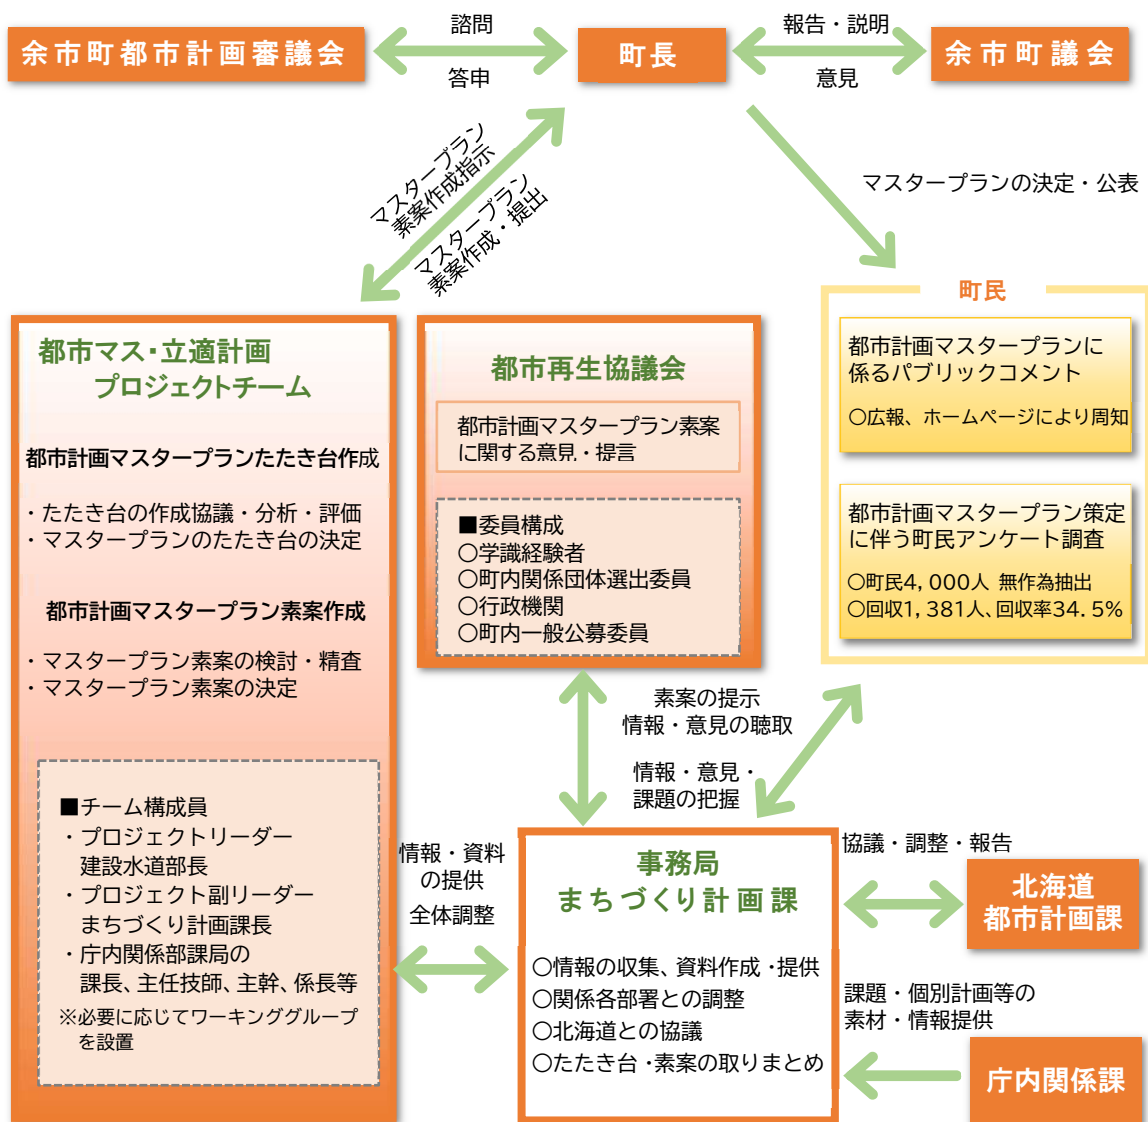 余市町都市計画審議会
諮問
答申
町長
報告・説明
意見
余市町議会
マスタープラン
素案作成指示
マスタープラン
素案作成・提出
マスタープランの決定・公表
都市マス・立適計画
プロジェクトチーム
都市計画マスタープランたたき台作成
・たたき台の作成協議・分析・評価
・マスタープランのたたき台の決定
都市計画マスタープラン素案作成
・マスタープラン素案の検討・精査
・マスタープラン素案の決定
■チーム構成員
・プロジェクトリーダー
建設水道部長
・プロジェクト副リーダー
まちづくり計画課長
・庁内関係部課局の
課長、主任技師、主幹、係長等
※必要に応じてワーキンググループ
を設置
都市再生協議会
都市計画マスタープラン素案
に関する意見・提言
■委員構成
○学識経験者
○町内関係団体選出委員
○行政機関
○町内一般公募委員
町民
都市計画マスタープランに
係るパブリックコメント
○広報、ホームページにより周知
都市計画マスタープラン策定
に伴う町民アンケート調査
○町民4,000人 無作為抽出
○回収1,381人、回収率34.5%
素案の提示
情報・意見の聴取
情報・意見・
課題の把握
情報・資料
の提供
全体調整
事務局
まちづくり計画課
○情報の収集、資料作成・提供
○関係各部署との調整
○北海道との協議
○たたき台・素案の取りまとめ
協議・調整・報告
北海道
都市計画課
課題・個別計画等の
素材・情報提供
庁内関係課